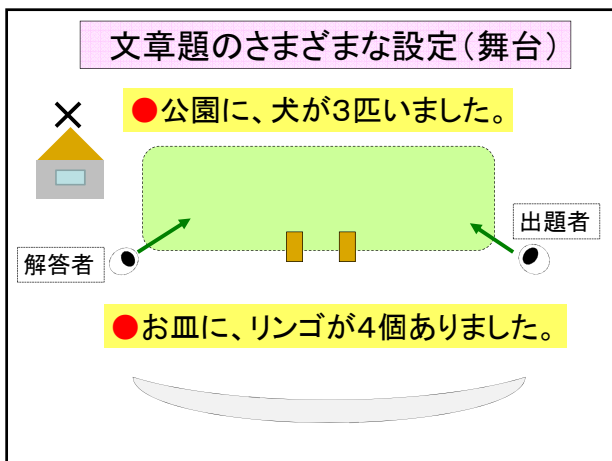 文章題のさまざまな設定(舞台)
●公園に、犬が3匹いました。
出題者
解答者
●お皿に、リンゴが4個ありました。